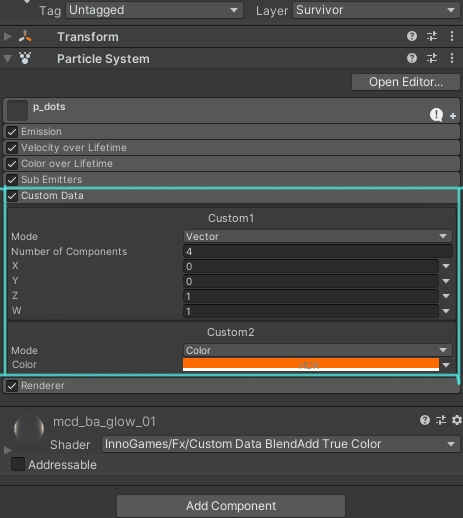 Tag Untagged Layer Survivor
Transform
Particle System
Open Editor...
p_dots
Emission
Velocity over Lifetime
Color over Lifetime
Sub Emitters
Custom Data
Custom1
Mode Vector
Number of Components 4
X 0
Y 0
Z 1
W 1
Custom2
Mode Color
Color HDR
Renderer
mcd_ba_glow_01
Shader InnoGames/Fx/Custom Data BlendAdd True Color
Addressable
Add Component